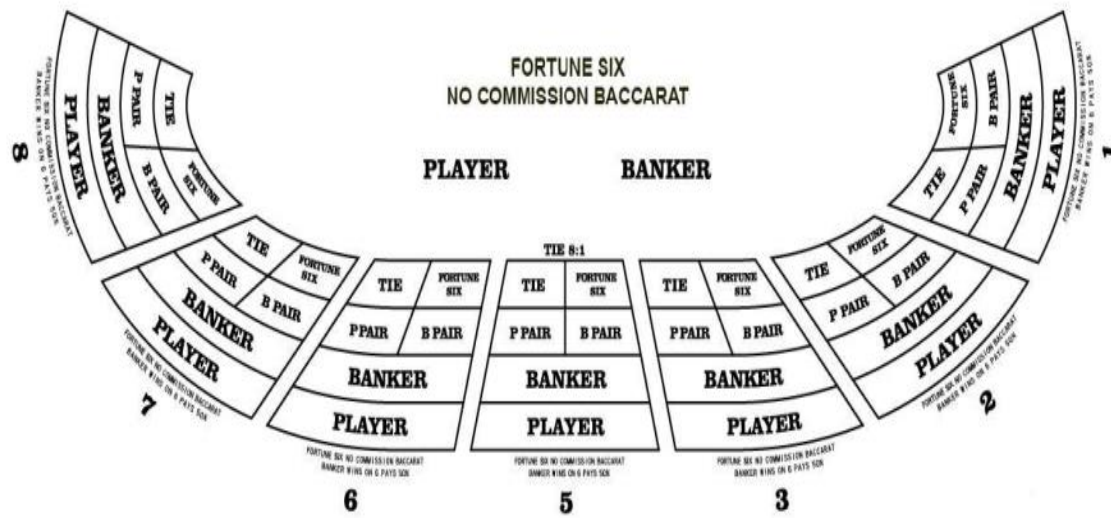 FORTUNE SIX
NO COMMISSION BACCARAT
PLAYER BANKER
TIE 8:1
TIE
FORTUNE SIX
P PAIR
B PAIR
BANKER
PLAYER
FORTUNE SIX NO COMMISSION BACCARAT
BANKER WINS ON 6 PAYS
8
TIE
FORTUNE SIX
P PAIR
B PAIR
BANKER
PLAYER
FORTUNE SIX NO COMMISSION BACCARAT
BANKER WINS ON 6 PAYS
7
TIE
FORTUNE
SIX
P PAIR
B PAIR
BANKER
PLAYER
FORTUNE SIX NO COMMISSION BACCARAT
BANKER WINS ON 6 PAYS
6
TIE
FORTUNE
SIX
P PAIR
B PAIR
BANKER
PLAYER
FORTUNE SIX NO COMMISSION BACCARAT
BANKER WINS ON 6 PAYS
5
TIE
FORTUNE
SIX
P PAIR
B PAIR
BANKER
PLAYER
FORTUNE SIX NO COMMISSION BACCARAT
BANKER WINS ON 6 PAYS
3
TIE
FORTUNE
SIX
P PAIR
B PAIR
BANKER
PLAYER
FORTUNE SIX NO COMMISSION BACCARAT
BANKER WINS ON 6 PAYS
2
TIE
FORTUNE
SIX
P PAIR
B PAIR
BANKER
PLAYER
FORTUNE SIX NO COMMISSION BACCARAT
BANKER WINS ON 6 PAYS
1